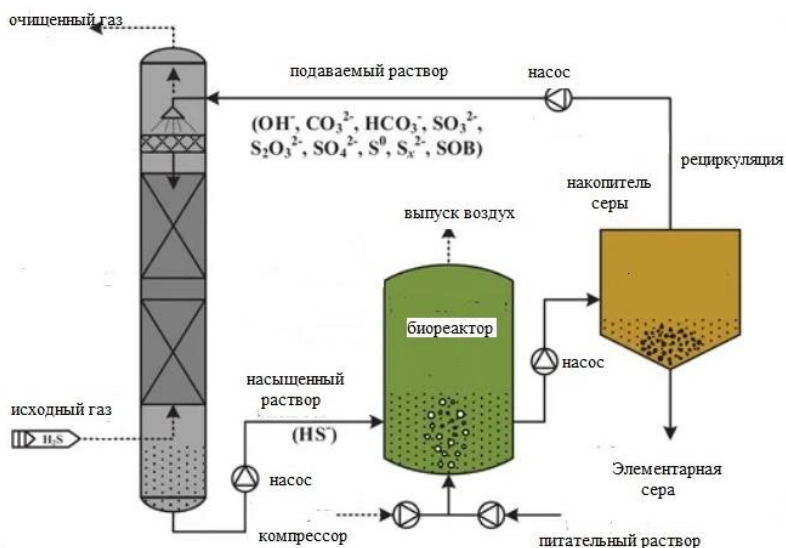 очищенный газ
подаваемый раствор
насос
(OH⁻, CO₃²⁻, HCO₃⁻, SO₃²⁻,
S₂O₃²⁻, SO₄²⁻, S⁰, Sₓ²⁻, SOB)
рециркуляция
накопитель
серы
выпуск воздух
биореактор
насос
насыщенный
раствор
(HS⁻)
исходный газ
H₂S
насос
Элементарная
сера
компрессор
питательный раствор